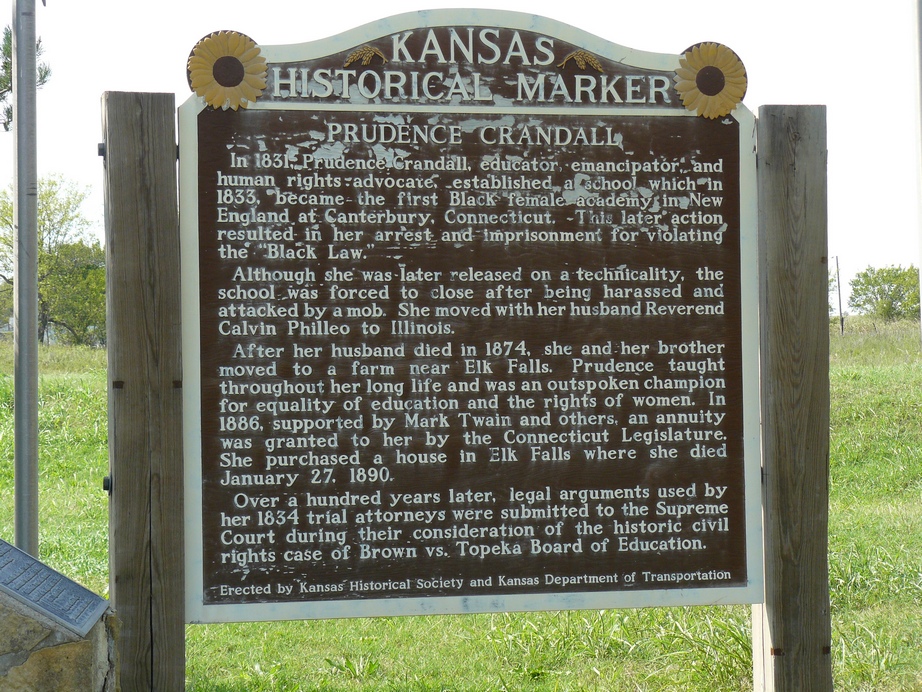 KANSAS
HISTORICAL MARKER
PRUDENCE CRANDALL
In 1831, Prudence Crandall, educator, emancipator, and
human rights advocate, established a school which in
1833, became the first Black female academy in New
England at Canterbury, Connecticut. This later action
resulted in her arrest and imprisonment for violating
the "Black Law."
Although she was later released on a technicality, the
school was forced to close after being harassed and
attacked by a mob. She moved with her husband Reverend
Calvin Philleo to Illinois.
After her husband died in 1874, she and her brother
moved to a farm near Elk Falls. Prudence taught
throughout her long life and was an outspoken champion
for equality of education and the rights of women. In
1886, supported by Mark Twain and others, an annuity
was granted to her by the Connecticut Legislature.
She purchased a house in Elk Falls where she died
January 27, 1890.
Over a hundred years later, legal arguments used by
her 1834 trial attorneys were submitted to the Supreme
Court during their consideration of the historic civil
rights case of Brown vs. Topeka Board of Education.
Erected by Kansas Historical Society and Kansas Department of Transportation